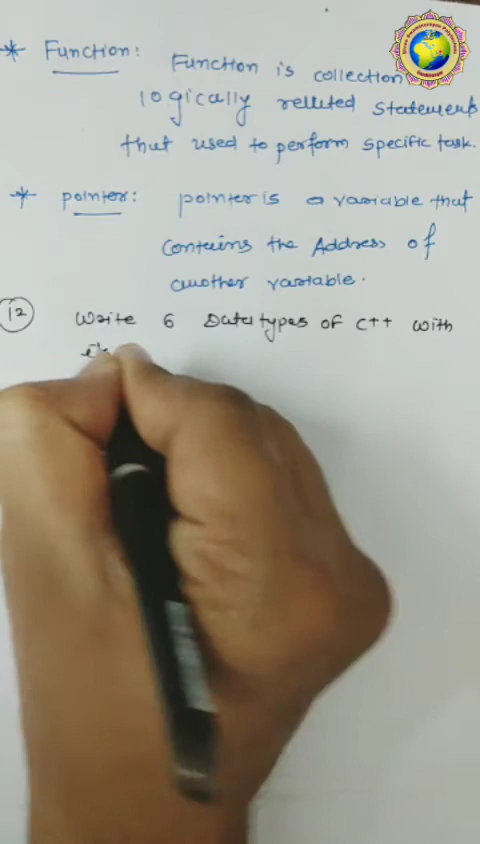 * Function: Function is collection
logically relluted statements
that used to perform specific task.
* pointer: pointer is a variable that
contains the Address of
another variable.
12 Write 6 Data types of C++ with